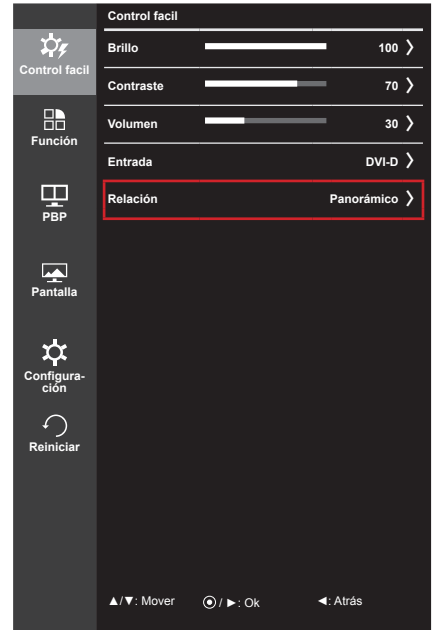 Control facil
Control facil
Función
PBP
Pantalla
Configura-
ción
Reiniciar
Brillo 100
Contraste 70
Volumen 30
Entrada DVI-D
Relación Panorámico
▲/▼: Mover ⦿/ ►: Ok ◄: Atrás